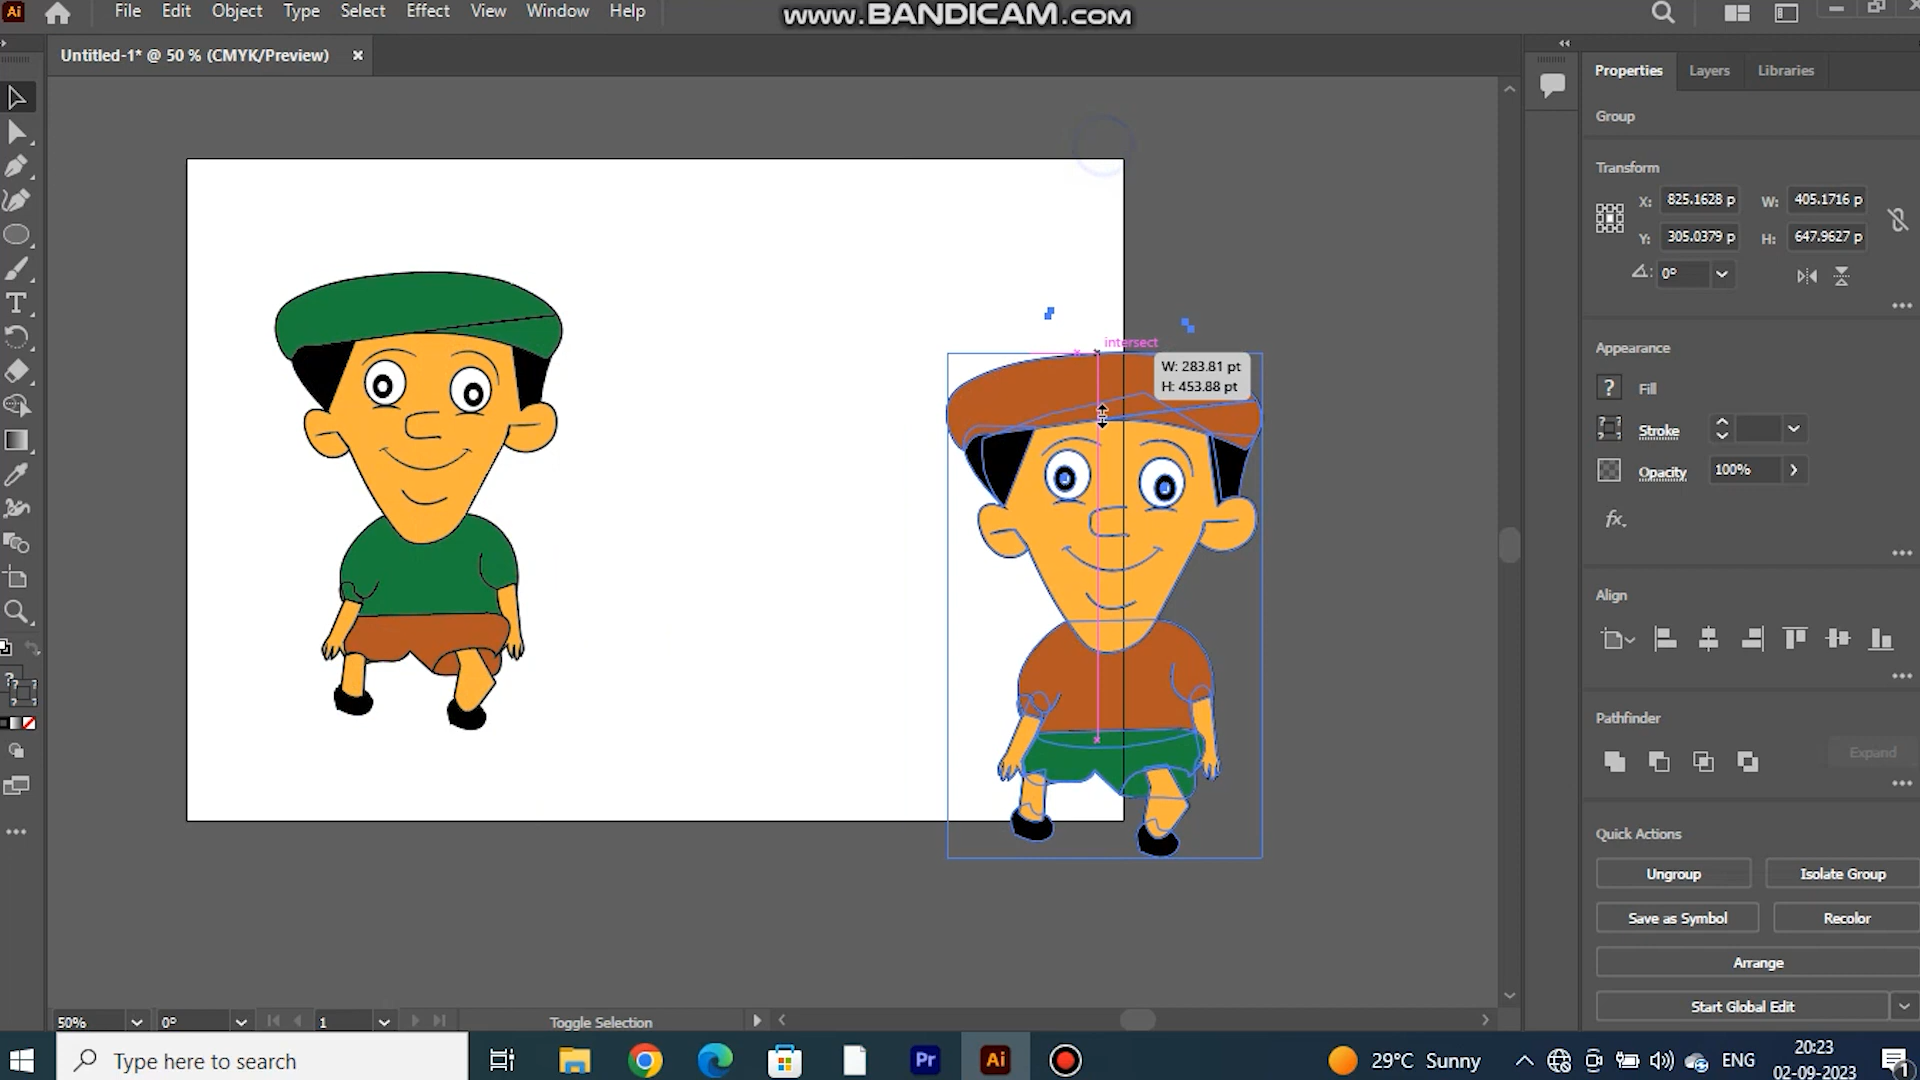 Ai File Edit Object Type Select Effect View Window Help www.BANDICAM.com
Untitled-1* @ 50 % (CMYK/Preview) ×
Properties Layers Libraries
Group
Transform
X: 825.1628 p W: 405.1716 p
Y: 305.0379 p H: 647.9627 p
0°
intersect
W: 283.81 pt
H: 453.88 pt
Appearance
? Fill
Stroke
Opacity 100%
fx.
Align
Pathfinder
Expand
Quick Actions
Ungroup Isolate Group
Save as Symbol Recolor
Arrange
Start Global Edit
50% 0° 1 Toggle Selection
Type here to search Pr Ai 29°C Sunny ENG 20:23
02-09-2023 1